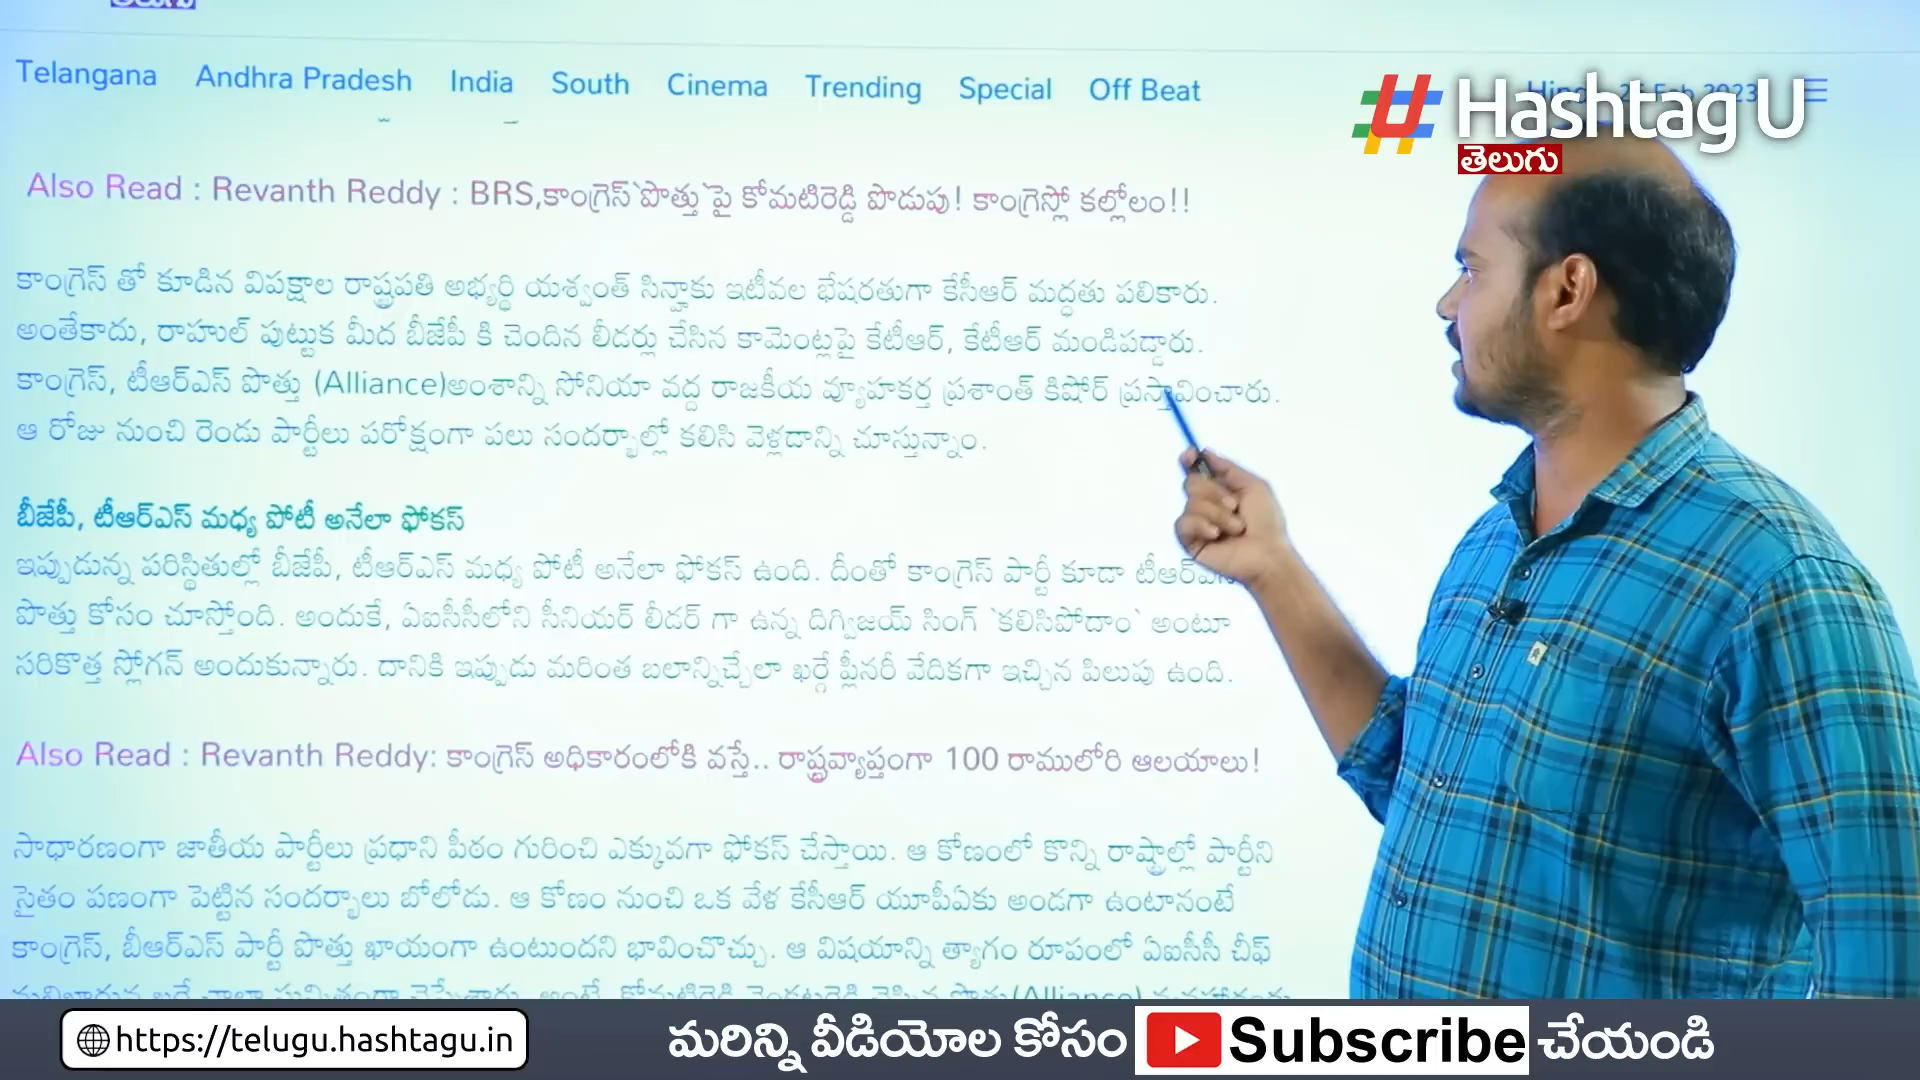 తెలుగు
Telangana Andhra Pradesh India South Cinema Trending Special Off Beat
Feb 2023
Hashtag U
తెలుగు
Also Read : Revanth Reddy : BRS,కాంగ్రెస్`పొత్తు`పై కోమటిరెడ్డి పొడుపు! కాంగ్రెస్లో కల్లోలం!!
కాంగ్రెస్ తో కూడిన విపక్షాల రాష్ట్రపతి అభ్యర్థి యశ్వంత్ సిన్హాకు ఇటీవల భేషరతుగా కేసీఆర్ మద్ధతు పలికారు.
అంతేకాదు, రాహుల్ పుట్టుక మీద బీజేపీ కి చెందిన లీడర్లు చేసిన కామెంట్లపై కేటీఆర్, కేటీఆర్ మండిపడ్డారు.
కాంగ్రెస్, టీఆర్ఎస్ పొత్తు (Alliance)అంశాన్ని సోనియా వద్ద రాజకీయ వ్యూహకర్త ప్రశాంత్ కిషోర్ ప్రస్తావించారు.
ఆ రోజు నుంచి రెండు పార్టీలు పరోక్షంగా పలు సందర్భాల్లో కలిసి వెళ్లడాన్ని చూస్తున్నాం.
బీజేపీ, టీఆర్ఎస్ మధ్య పోటీ అనేలా ఫోకస్
ఇప్పుడున్న పరిస్థితుల్లో బీజేపీ, టీఆర్ఎస్ మధ్య పోటీ అనేలా ఫోకస్ ఉంది. దీంతో కాంగ్రెస్ పార్టీ కూడా టీఆర్ఎస్
పొత్తు కోసం చూస్తోంది. అందుకే, ఏఐసీసీలోని సీనియర్ లీడర్ గా ఉన్న దిగ్విజయ్ సింగ్ `కలిసిపోదాం` అంటూ
సరికొత్త స్లోగన్ అందుకున్నారు. దానికి ఇప్పుడు మరింత బలాన్నిచ్చేలా ఖర్గే ప్లీనరీ వేదికగా ఇచ్చిన పిలుపు ఉంది.
Also Read : Revanth Reddy: కాంగ్రెస్ అధికారంలోకి వస్తే.. రాష్ట్రవ్యాప్తంగా 100 రాములోరి ఆలయాలు!
సాధారణంగా జాతీయ పార్టీలు ప్రధాని పీఠం గురించి ఎక్కువగా ఫోకస్ చేస్తాయి. ఆ కోణంలో కొన్ని రాష్ట్రాల్లో పార్టీని
సైతం పణంగా పెట్టిన సందర్భాలు బోలోడు. ఆ కోణం నుంచి ఒక వేళ కేసీఆర్ యూపీఏకు అండగా ఉంటానంటే
కాంగ్రెస్, బీఆర్ఎస్ పార్టీ పొత్తు ఖాయంగా ఉంటుందని భావించొచ్చు. ఆ విషయాన్ని త్యాగం రూపంలో ఏఐసీసీ చీఫ్
https://telugu.hashtagu.in
మరిన్ని వీడియోల కోసం Subscribe చేయండి